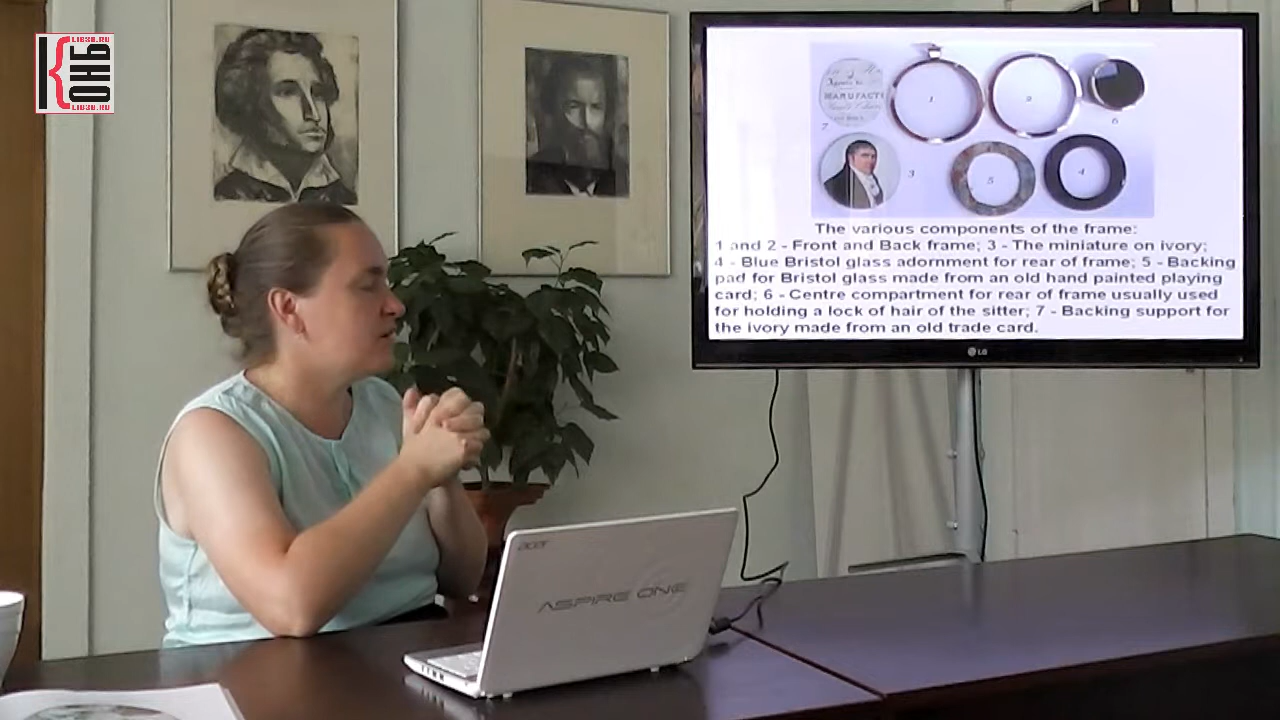 LIB38.RU
КОНБ
LIB38.RU
1
2
6
7
MANUFACT
3
5
4
The various components of the frame:
1 and 2 - Front and Back frame; 3 - The miniature on ivory;
4 - Blue Bristol glass adornment for rear of frame; 5 - Backing
pad for Bristol glass made from an old hand painted playing
card; 6 - Centre compartment for rear of frame usually used
for holding a lock of hair of the sitter; 7 - Backing support for
the ivory made from an old trade card.
LG
acer
ASPIRE ONE